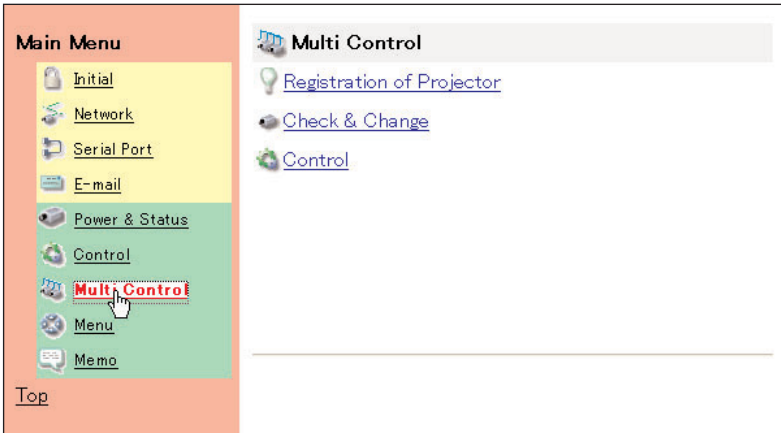 Main Menu
Initial
Network
Serial Port
E-mail
Power & Status
Control
Multi Control
Menu
Memo
Top
Multi Control
Registration of Projector
Check & Change
Control